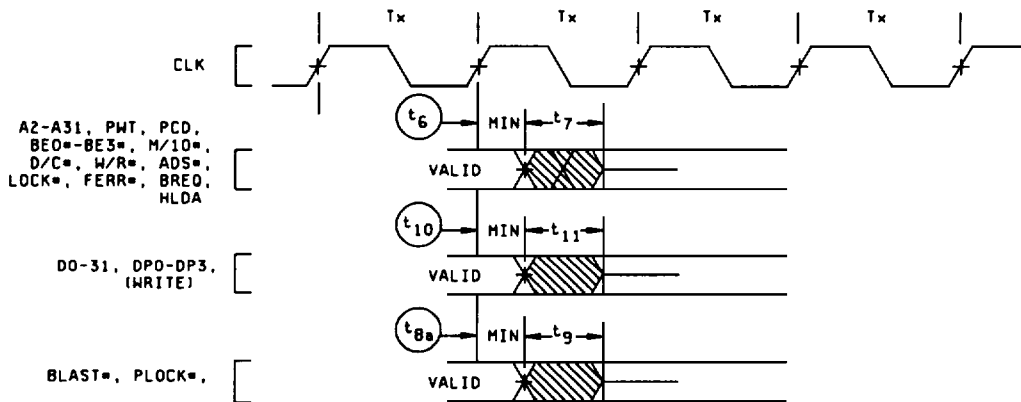 Tx Tx Tx Tx
CLK
t6 MIN t7
A2-A31, PWT, PCD,
BE0*-BE3*, M/IO*,
D/C*, W/R*, ADS*,
LOCK*, FERR*, BREQ,
HLDA
VALID
t10 MIN t11
D0-31, DP0-DP3,
(WRITE)
VALID
t8a MIN t9
BLAST*, PLOCK*,
VALID